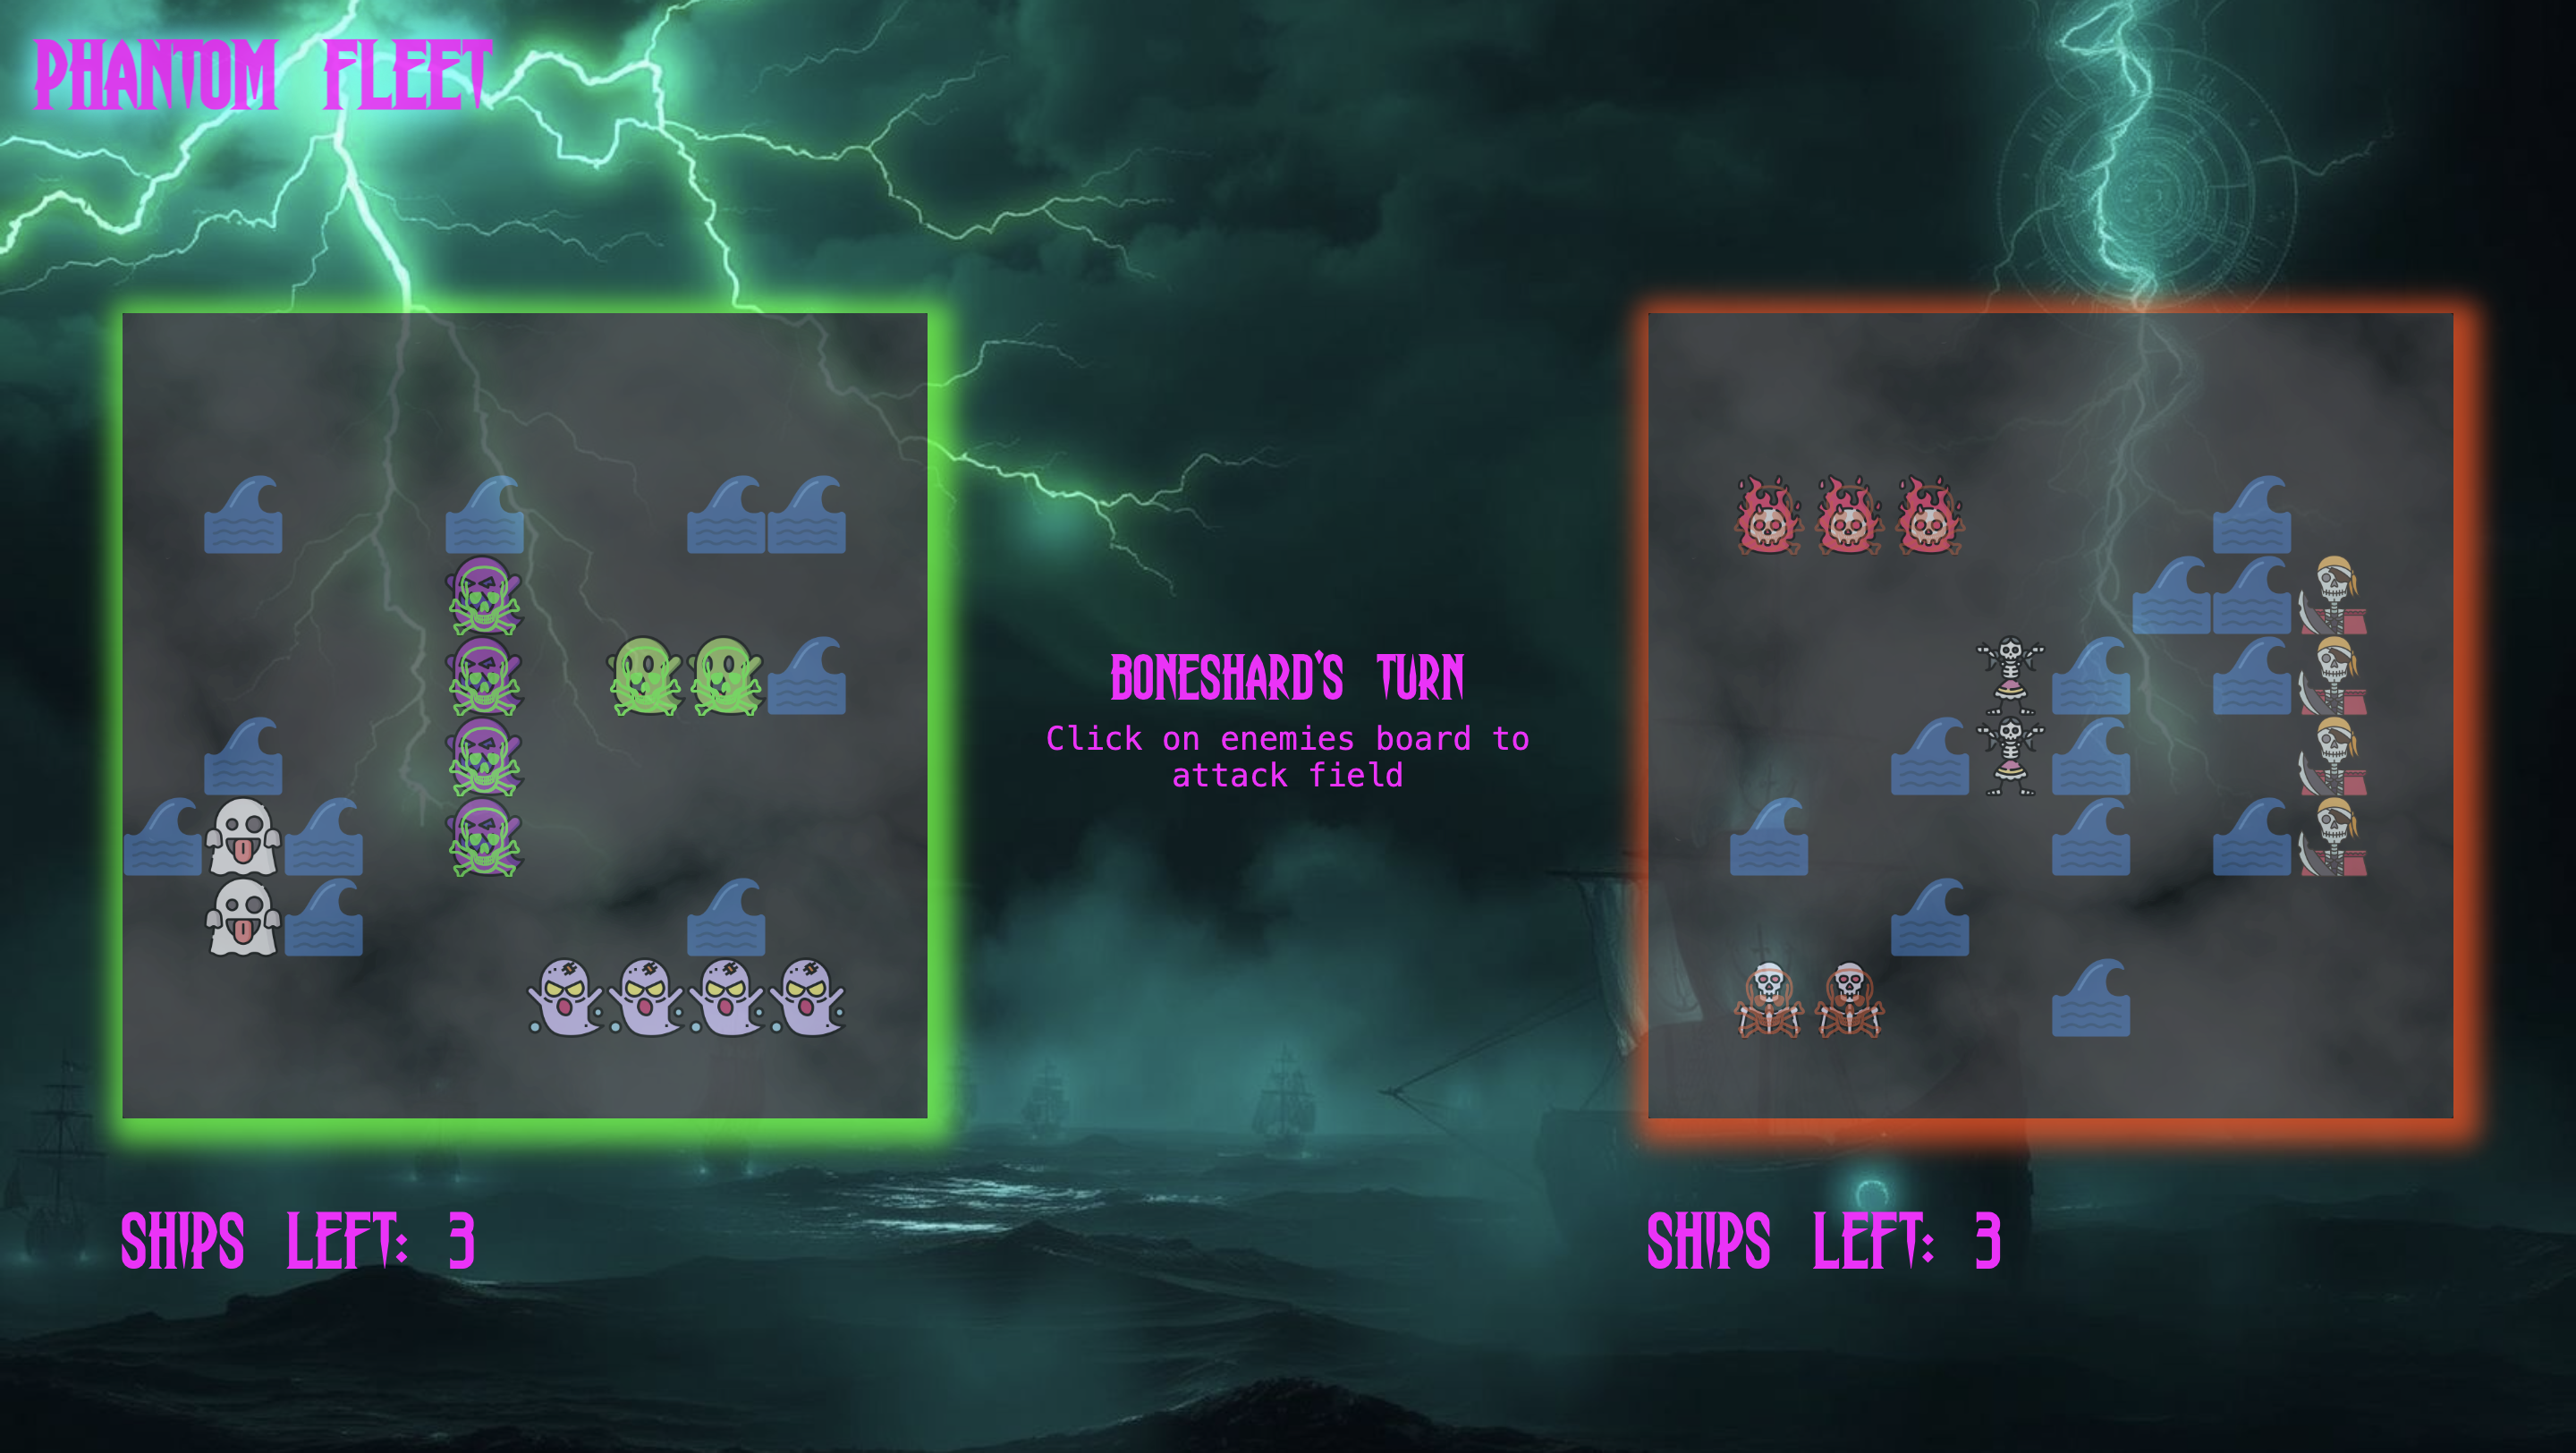 PHANTOM FLEET
BONESHARD'S TURN
Click on enemies board to
attack field
SHIPS LEFT: 3
SHIPS LEFT: 3